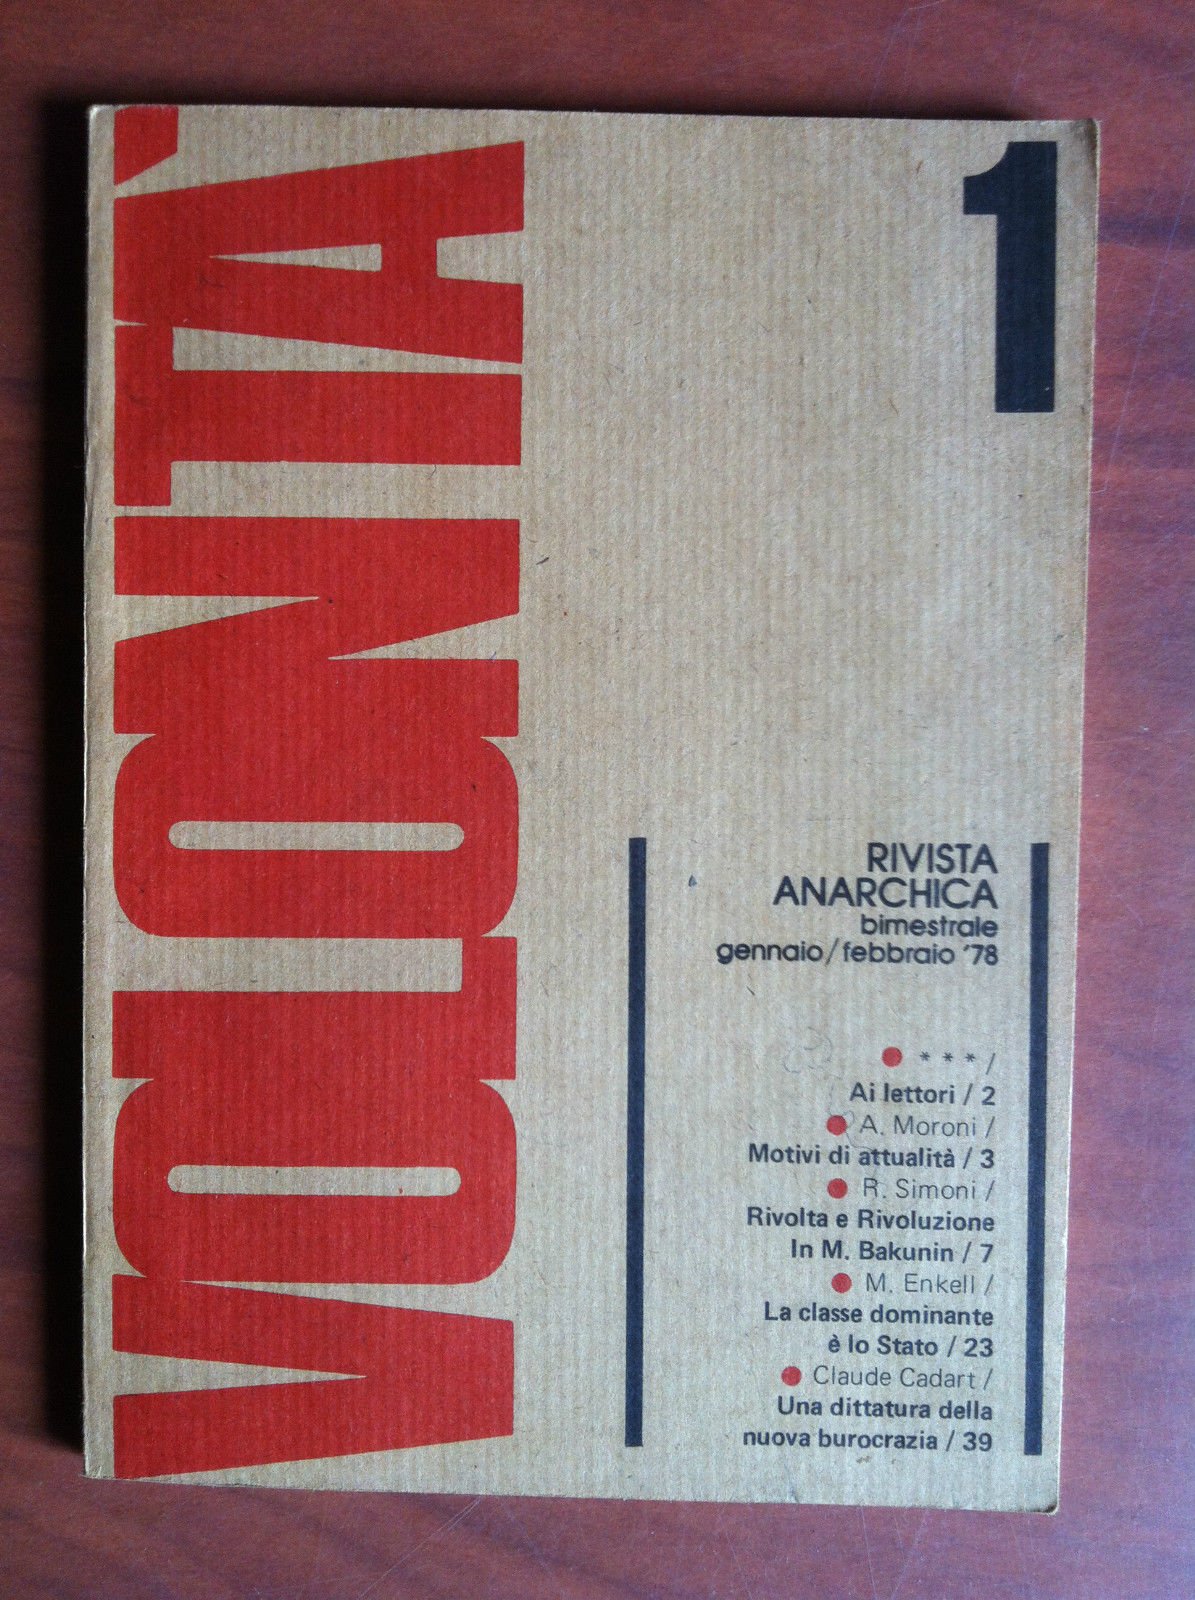 VOLONTA'
1
RIVISTA
ANARCHICA
bimestrale
gennaio/febbraio '78
● * * * /
Ai lettori / 2
● A. Moroni /
Motivi di attualità / 3
● R. Simoni /
Rivolta e Rivoluzione
In M. Bakunin / 7
● M. Enkell /
La classe dominante
è lo Stato / 23
● Claude Cadart /
Una dittatura della
nuova burocrazia / 39